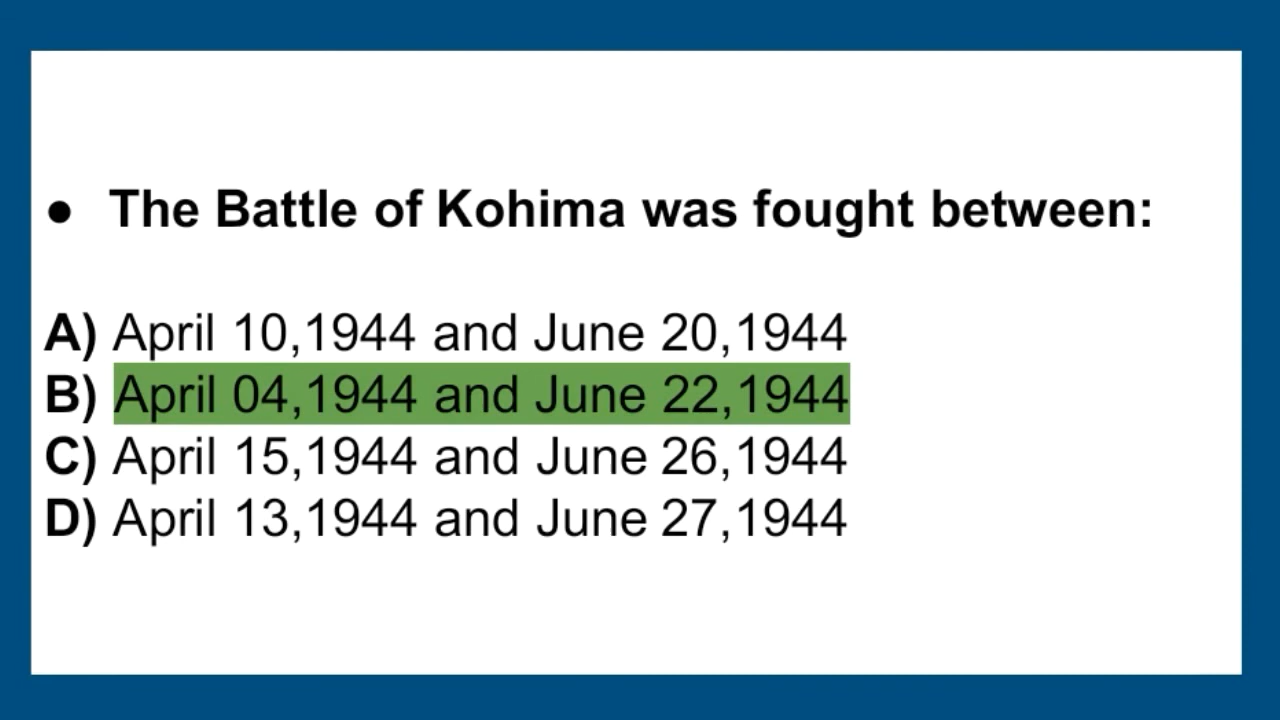 ● The Battle of Kohima was fought between:
A) April 10,1944 and June 20,1944
B) April 04,1944 and June 22,1944
C) April 15,1944 and June 26,1944
D) April 13,1944 and June 27,1944